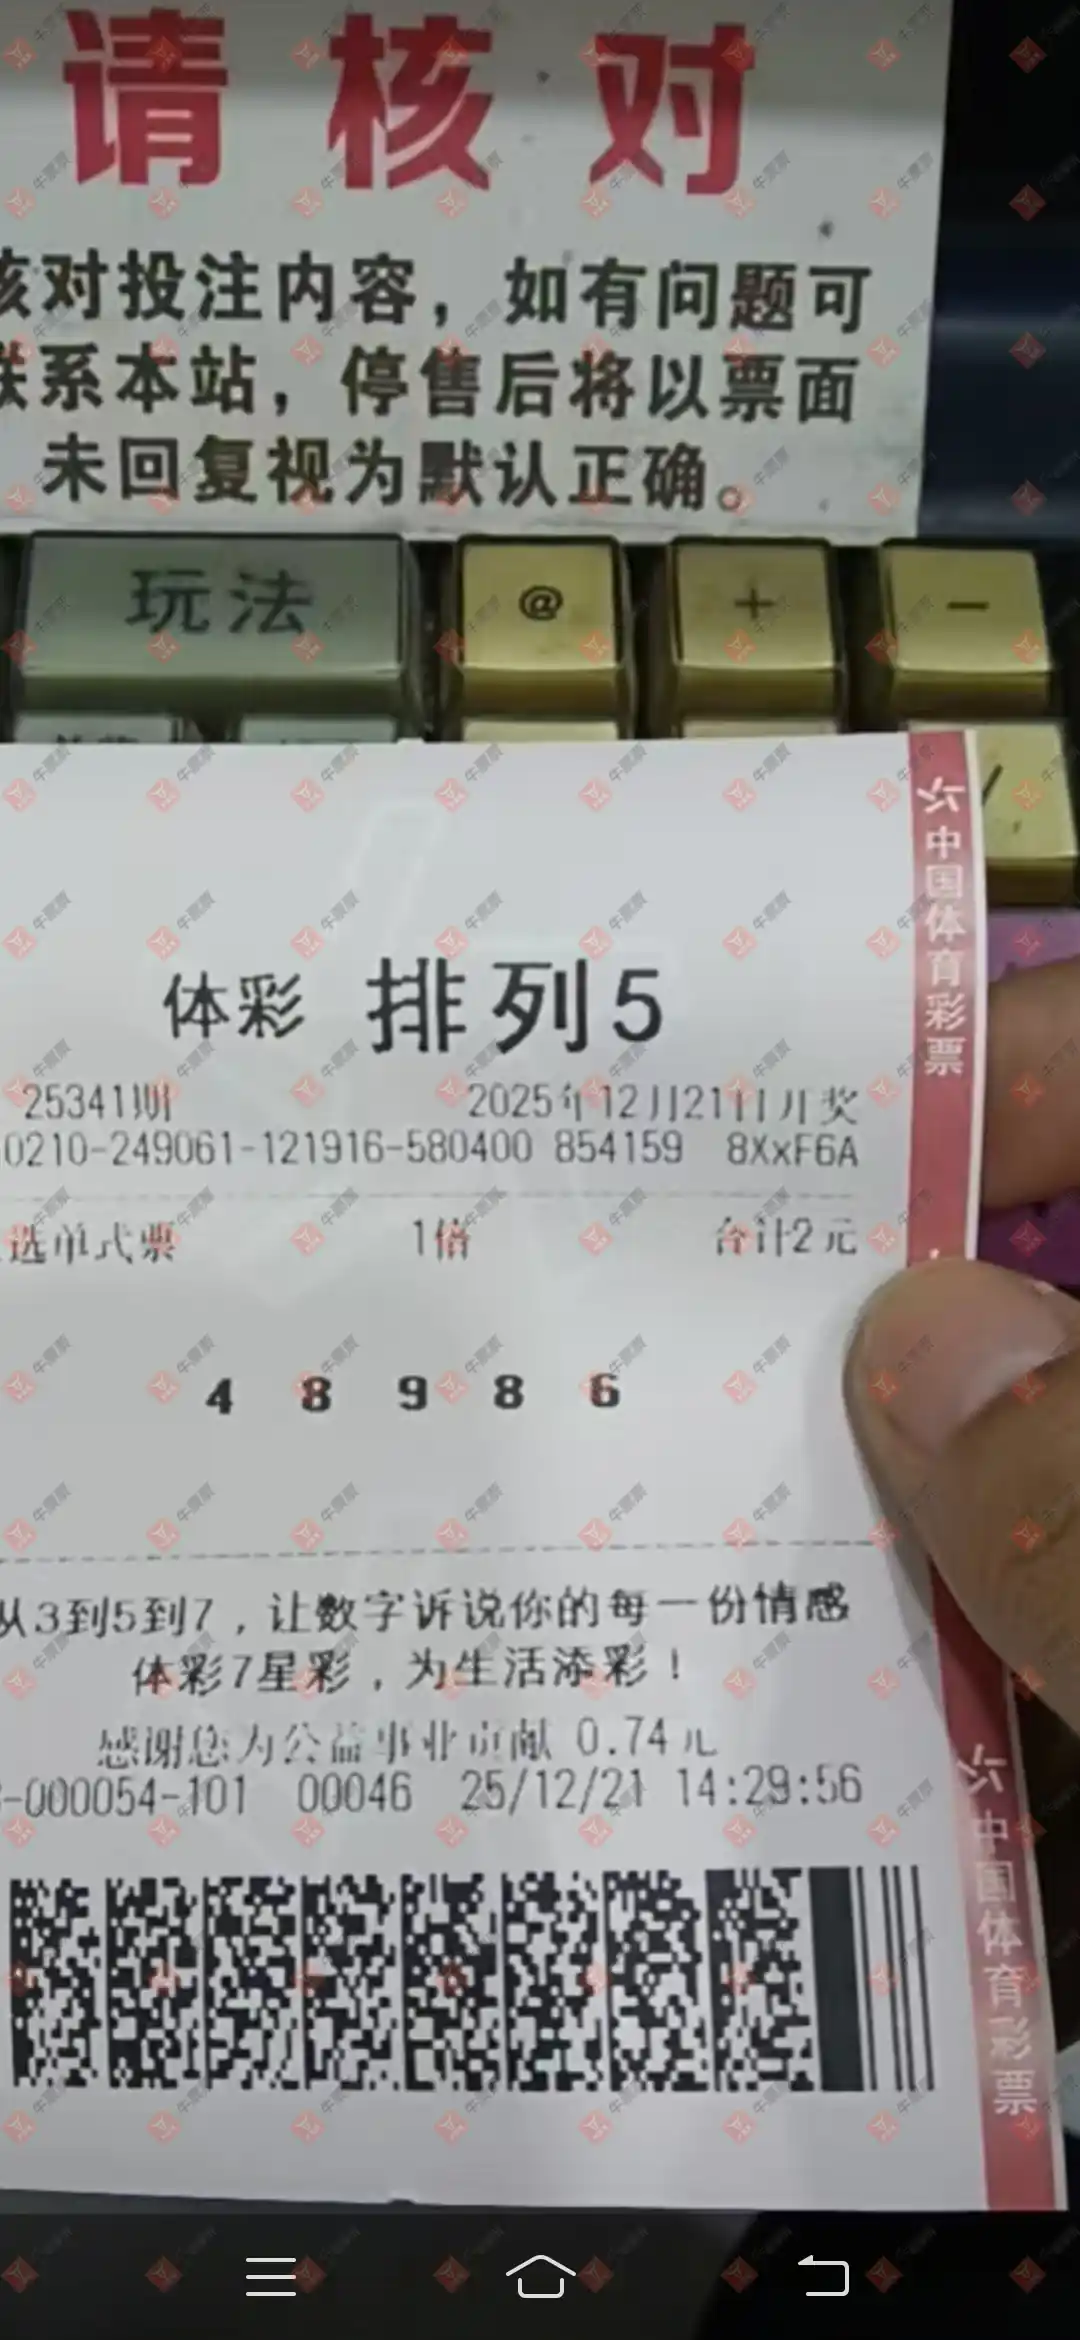 请核对
核对投注内容，如有问题可
联系本站，停售后将以票面
未回复视为默认正确。
玩法 @ + -
/
中国体育彩票
体彩 排列5
25341期 2025年12月21日开奖
0210-249061-121916-580400 854159 8XxF6A
选单式票 1倍 合计2元
4 8 9 8 6
从3到5到7，让数字诉说你的每一份情感
体彩7星彩，为生活添彩！
感谢您为公益事业贡献 0.74元
-000054-101 00046 25/12/21 14:29:56
中国体育彩票
牛票票